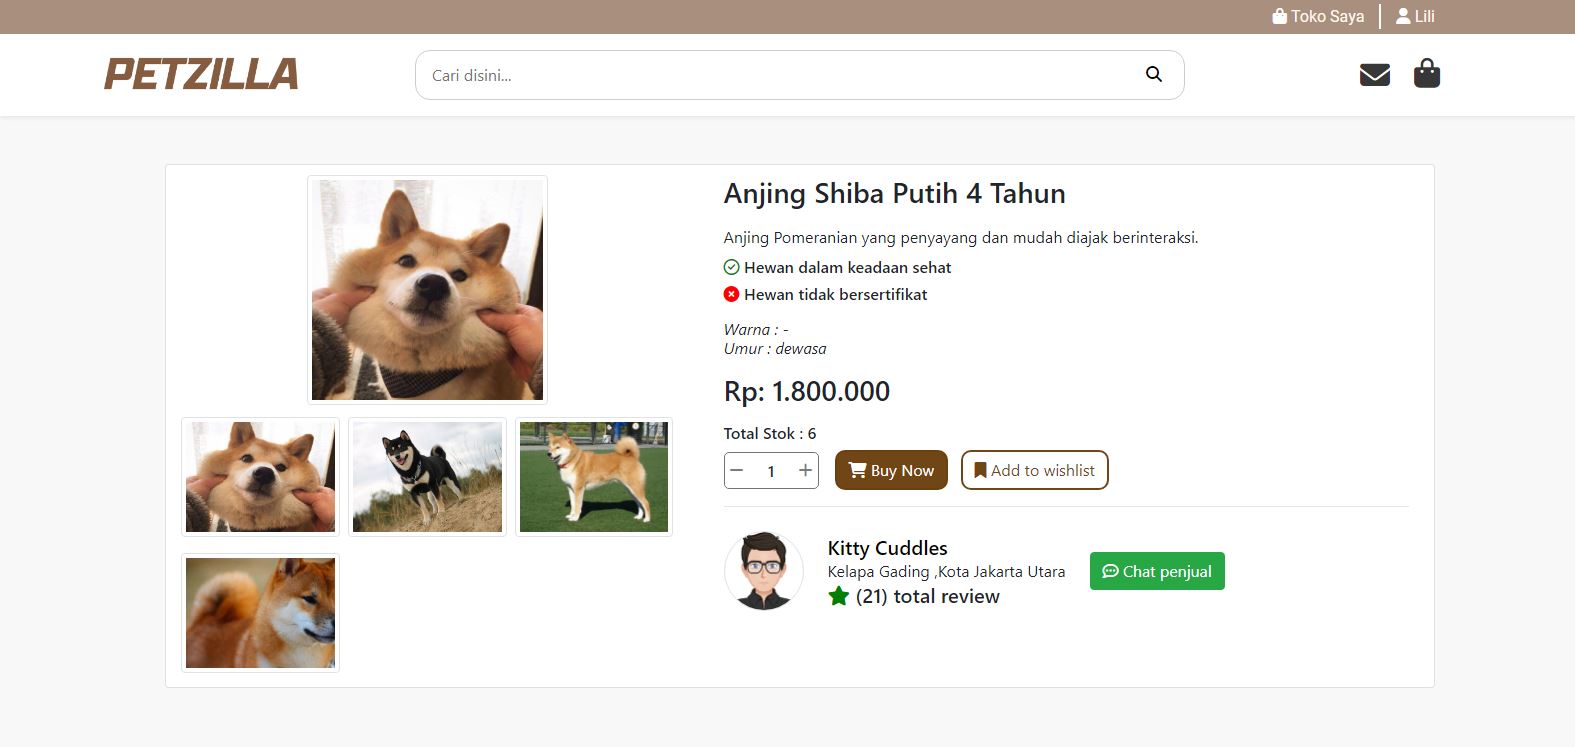 Toko Saya
Lili
PETZILLA
Cari disini...
Anjing Shiba Putih 4 Tahun
Anjing Pomeranian yang penyayang dan mudah diajak berinteraksi.
Hewan dalam keadaan sehat
Hewan tidak bersertifikat
Warna : -
Umur : dewasa
Rp: 1.800.000
Total Stok : 6
− 1 +
Buy Now
Add to wishlist
Kitty Cuddles
Kelapa Gading ,Kota Jakarta Utara
(21) total review
Chat penjual